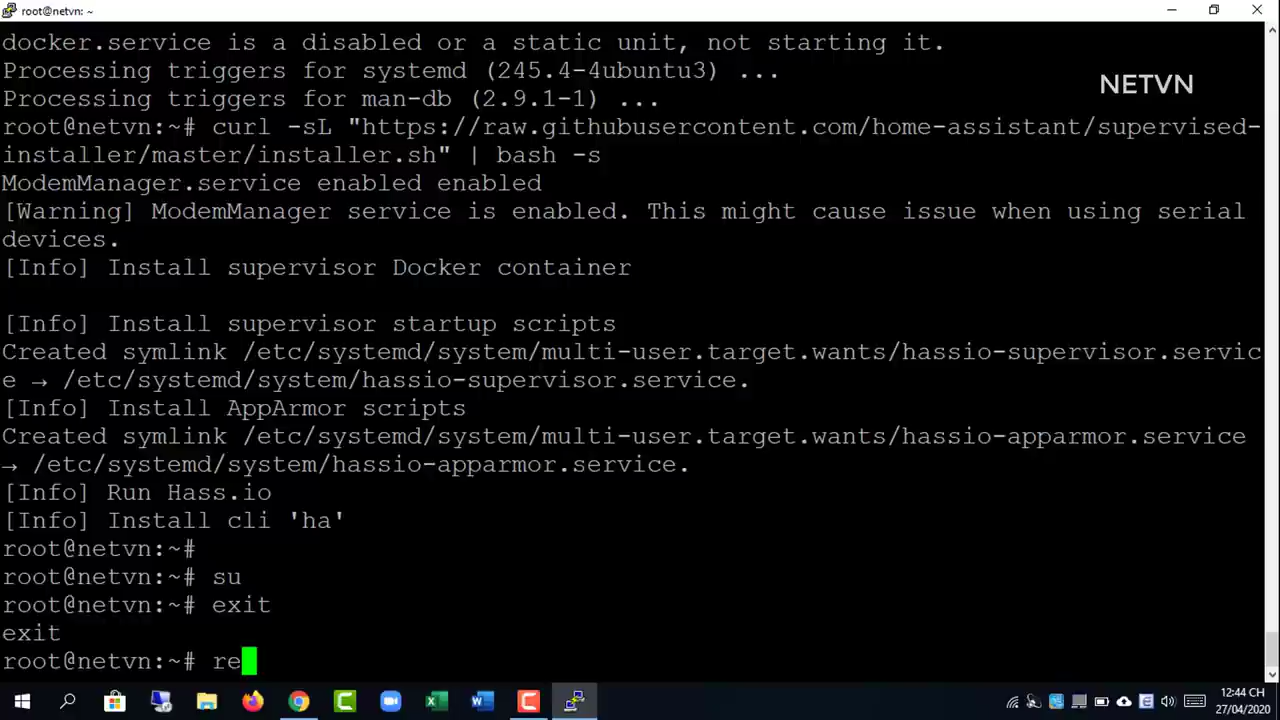 root@netvn: ~
docker.service is a disabled or a static unit, not starting it.
Processing triggers for systemd (245.4-4ubuntu3) ...
NETVN
Processing triggers for man-db (2.9.1-1) ...
root@netvn:~# curl -sL "https://raw.githubusercontent.com/home-assistant/supervised-
installer/master/installer.sh" | bash -s
ModemManager.service enabled enabled
[Warning] ModemManager service is enabled. This might cause issue when using serial
devices.
[Info] Install supervisor Docker container
[Info] Install supervisor startup scripts
Created symlink /etc/systemd/system/multi-user.target.wants/hassio-supervisor.servic
e → /etc/systemd/system/hassio-supervisor.service.
[Info] Install AppArmor scripts
Created symlink /etc/systemd/system/multi-user.target.wants/hassio-apparmor.service
→ /etc/systemd/system/hassio-apparmor.service.
[Info] Run Hass.io
[Info] Install cli 'ha'
root@netvn:~#
root@netvn:~# su
root@netvn:~# exit
exit
root@netvn:~# re
12:44 CH
27/04/2020